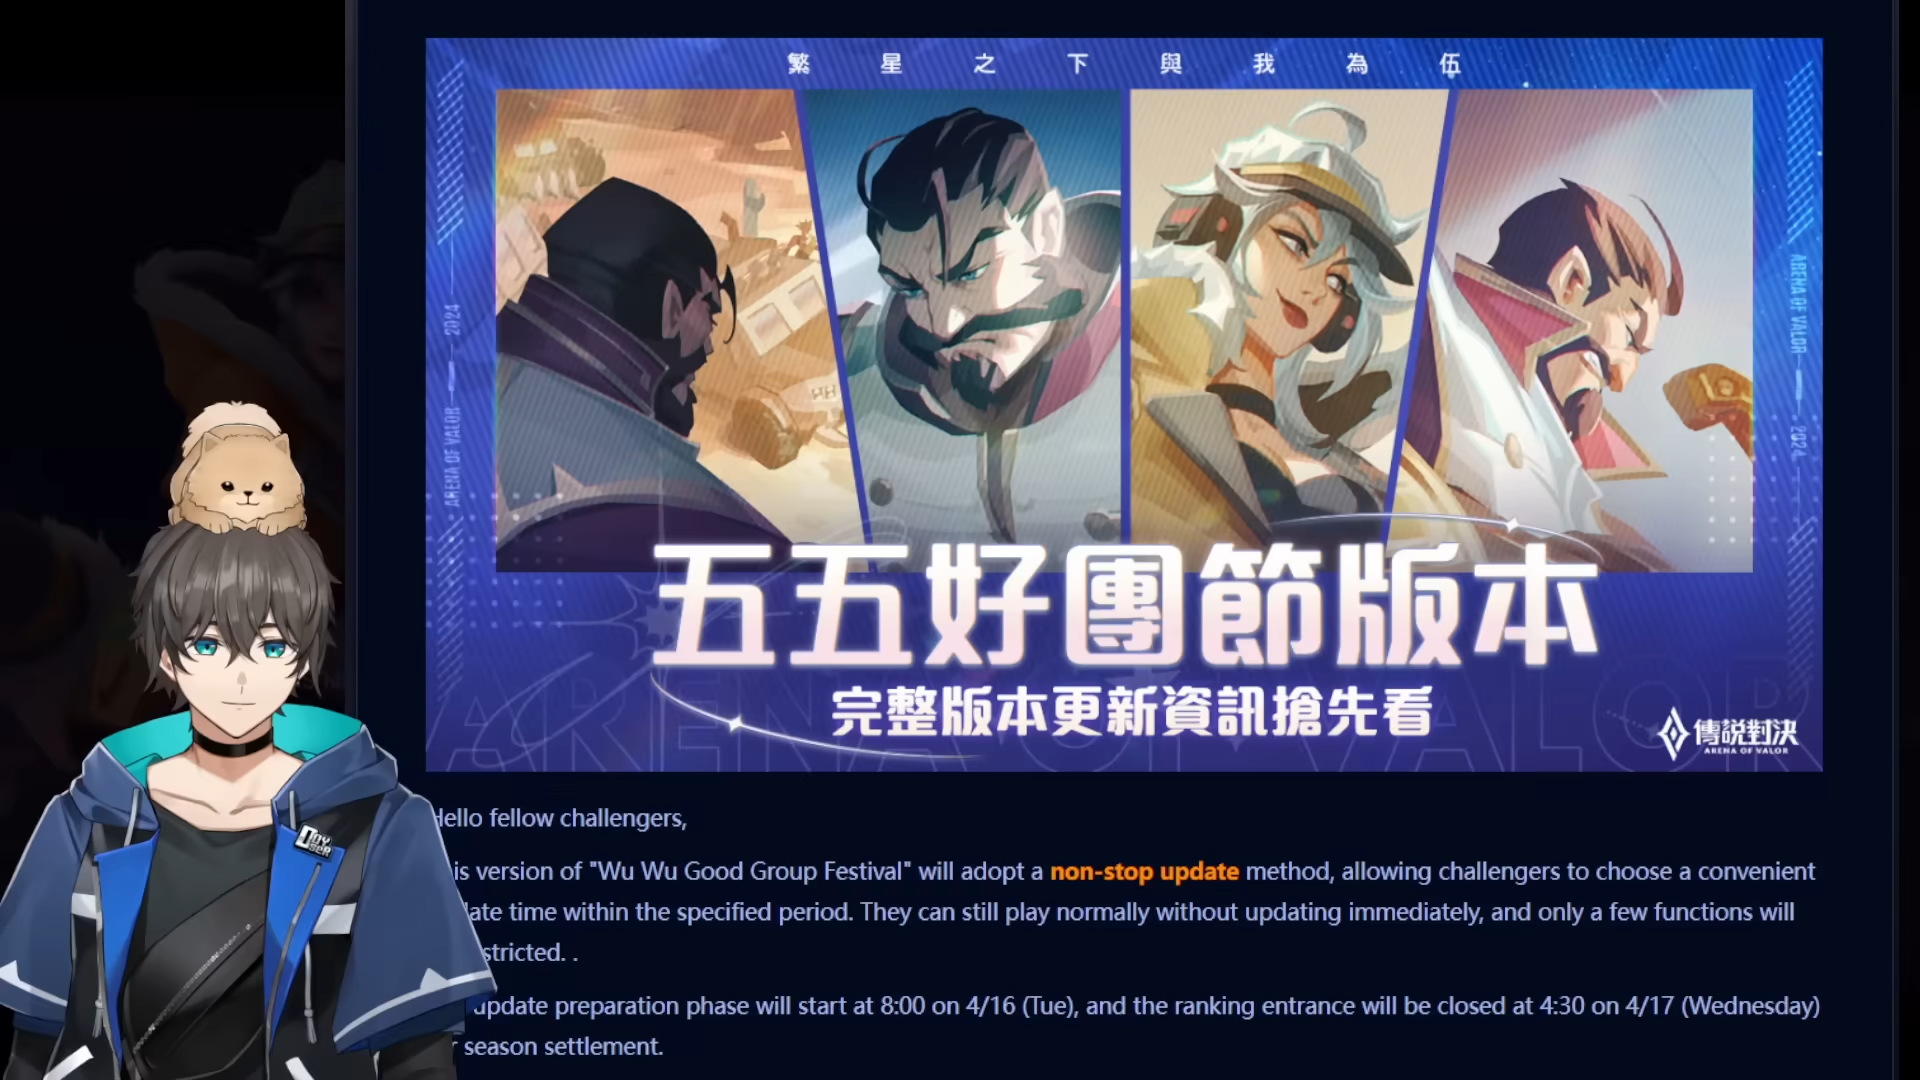 繁星之下與我為伍
ARENA OF VALOR 2024
ARENA OF VALOR 2024
五五好團節版本
完整版本更新資訊搶先看
傳說對決
ARENA OF VALOR
ARENA OF VALOR
Hello fellow challengers,
is version of "Wu Wu Good Group Festival" will adopt a non-stop update method, allowing challengers to choose a convenient
ate time within the specified period. They can still play normally without updating immediately, and only a few functions will
stricted. .
update preparation phase will start at 8:00 on 4/16 (Tue), and the ranking entrance will be closed at 4:30 on 4/17 (Wednesday)
r season settlement.